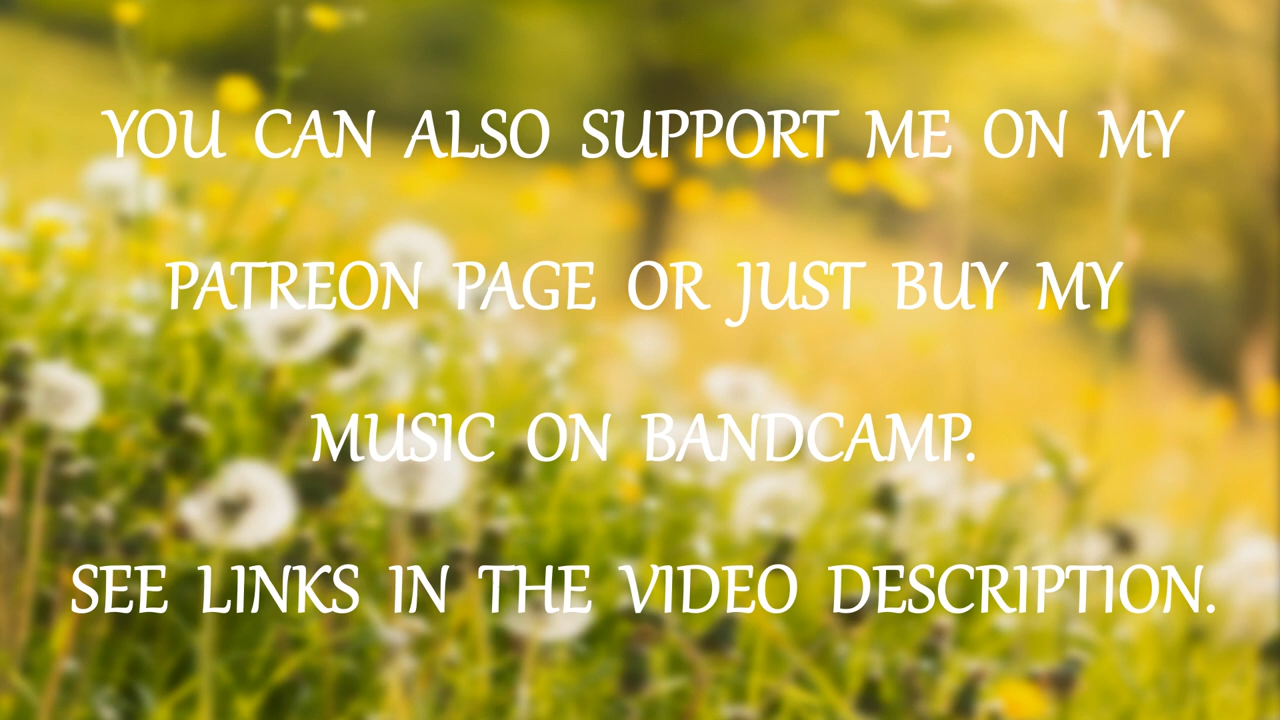 YOU CAN ALSO SUPPORT ME ON MY
PATREON PAGE OR JUST BUY MY
MUSIC ON BANDCAMP.
SEE LINKS IN THE VIDEO DESCRIPTION.